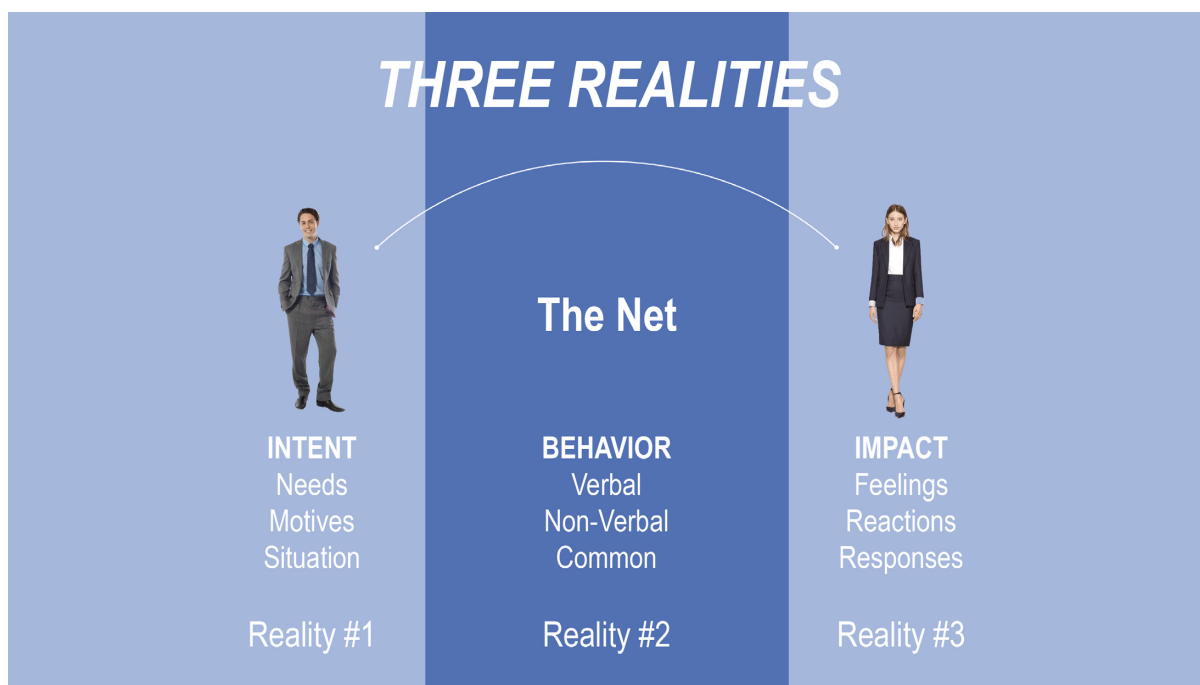 THREE REALITIES
The Net
INTENT
Needs
Motives
Situation
Reality #1
BEHAVIOR
Verbal
Non-Verbal
Common
Reality #2
IMPACT
Feelings
Reactions
Responses
Reality #3